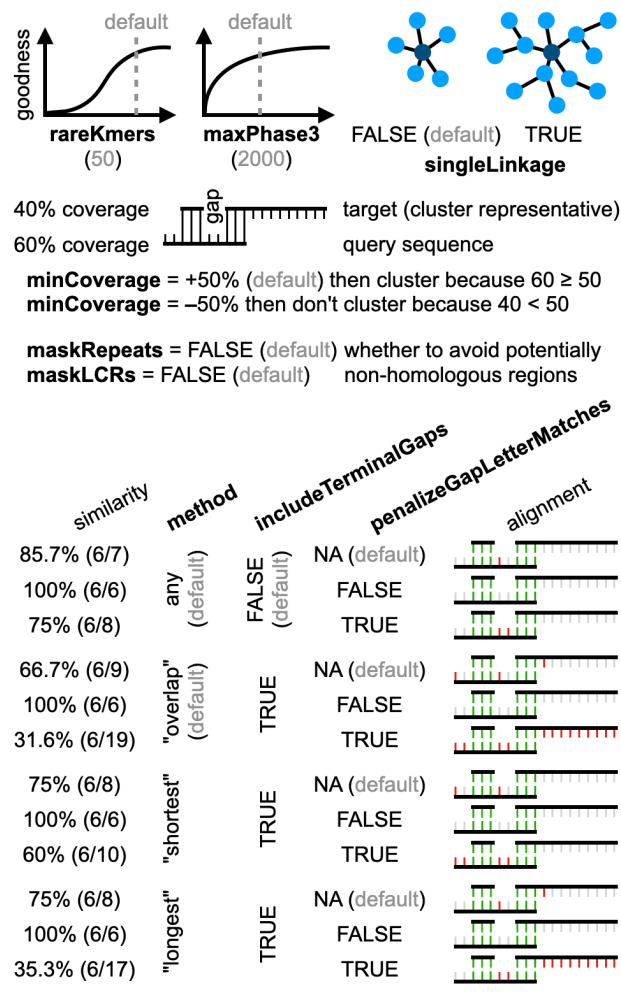 default default
goodness
rareKmers maxPhase3 FALSE (default) TRUE
(50) (2000) singleLinkage
40% coverage gap target (cluster representative)
60% coverage query sequence
minCoverage = +50% (default) then cluster because 60 ≥ 50
minCoverage = –50% then don't cluster because 40 < 50
maskRepeats = FALSE (default) whether to avoid potentially
maskLCRs = FALSE (default) non-homologous regions
similarity method includeTerminalGaps penalizeGapLetterMatches alignment
85.7% (6/7) any (default) FALSE (default) NA (default)
100% (6/6) FALSE
75% (6/8) TRUE
66.7% (6/9) "overlap" (default) TRUE NA (default)
100% (6/6) FALSE
31.6% (6/19) TRUE
75% (6/8) "shortest" TRUE NA (default)
100% (6/6) FALSE
60% (6/10) TRUE
75% (6/8) "longest" TRUE NA (default)
100% (6/6) FALSE
35.3% (6/17) TRUE